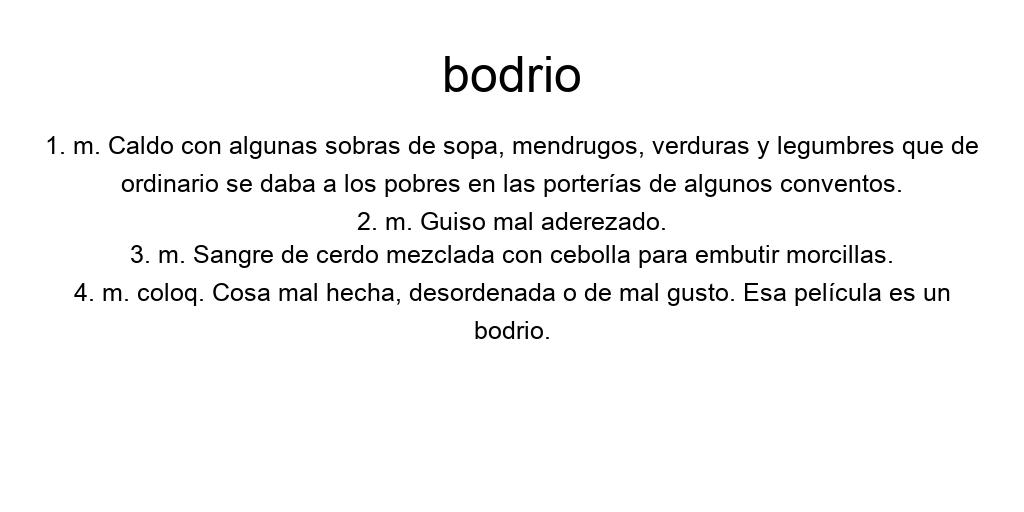 bodrio
1. m. Caldo con algunas sobras de sopa, mendrugos, verduras y legumbres que de
ordinario se daba a los pobres en las porterías de algunos conventos.
2. m. Guiso mal aderezado.
3. m. Sangre de cerdo mezclada con cebolla para embutir morcillas.
4. m. coloq. Cosa mal hecha, desordenada o de mal gusto. Esa película es un
bodrio.